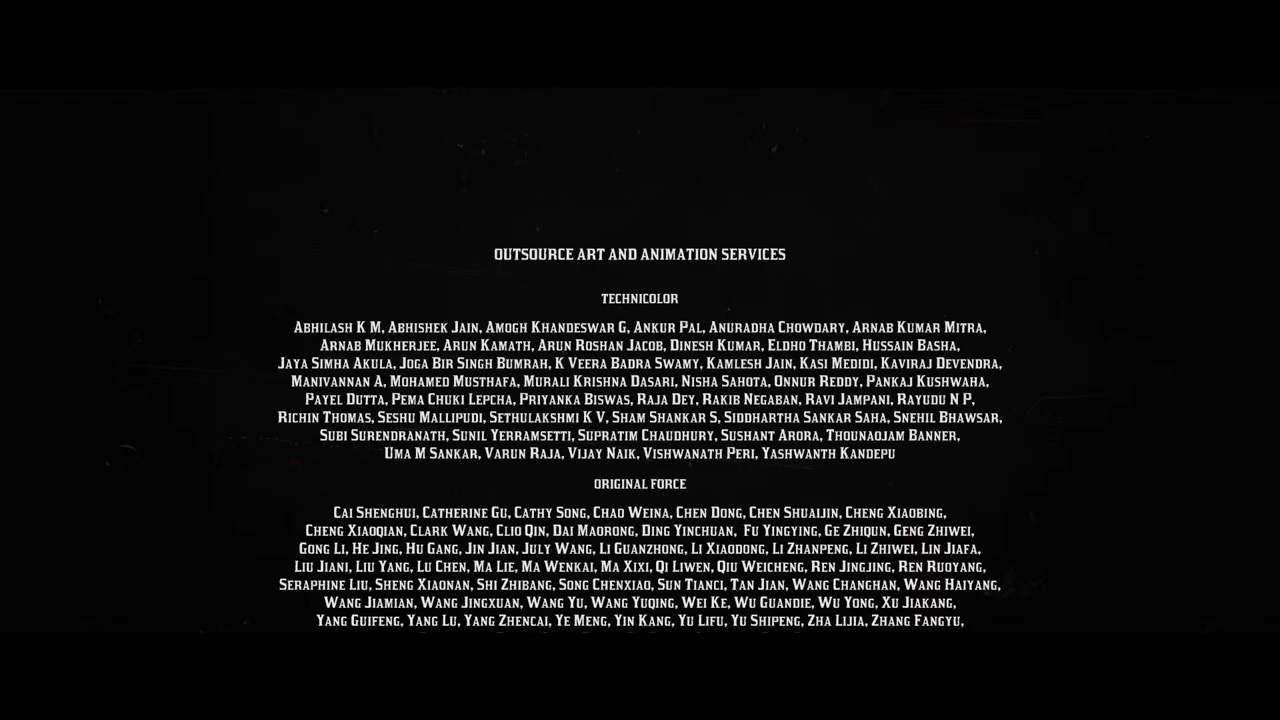 OUTSOURCE ART AND ANIMATION SERVICES
TECHNICOLOR
ABHILASH K M, ABHISHEK JAIN, AMOGH KHANDESWAR G, ANKUR PAL, ANURADHA CHOWDARY, ARNAB KUMAR MITRA,
ARNAB MUKHERJEE, ARUN KAMATH, ARUN ROSHAN JACOB, DINESH KUMAR, ELDHO THAMBI, HUSSAIN BASHA,
JAYA SIMHA AKULA, JOGA BIR SINGH BUMRAH, K VEERA BADRA SWAMY, KAMLESH JAIN, KASI MEDIDI, KAVIRAJ DEVENDRA,
MANIVANNAN A, MOHAMED MUSTHAFA, MURALI KRISHNA DASARI, NISHA SAHOTA, ONNUR REDDY, PANKAJ KUSHWAHA,
PAYEL DUTTA, PEMA CHUKI LEPCHA, PRIYANKA BISWAS, RAJA DEY, RAKIB NEGABAN, RAVI JAMPANI, RAYUDU N P,
RICHIN THOMAS, SESHU MALLIPUDI, SETHULAKSHMI K V, SHAM SHANKAR S, SIDDHARTHA SANKAR SAHA, SNEHIL BHAWSAR,
SUBI SURENDRANATH, SUNIL YERRAMSETTI, SUPRATIM CHAUDHURY, SUSHANT ARORA, THOUNAOJAM BANNER,
UMA M SANKAR, VARUN RAJA, VIJAY NAIK, VISHWANATH PERI, YASHWANTH KANDEPU
ORIGINAL FORCE
CAI SHENGHUI, CATHERINE GU, CATHY SONG, CHAO WEINA, CHEN DONG, CHEN SHUAIJIN, CHENG XIAOBING,
CHENG XIAOQIAN, CLARK WANG, CLIO QIN, DAI MAORONG, DING YINCHUAN, FU YINGYING, GE ZHIQUN, GENG ZHIWEI,
GONG LI, HE JING, HU GANG, JIN JIAN, JULY WANG, LI GUANZHONG, LI XIAODONG, LI ZHANPENG, LI ZHIWEI, LIN JIAFA,
LIU JIANI, LIU YANG, LU CHEN, MA LIE, MA WENKAI, MA XIXI, QI LIWEN, QIU WEICHENG, REN JINGJING, REN RUOYANG,
SERAPHINE LIU, SHENG XIAONAN, SHI ZHIBANG, SONG CHENXIAO, SUN TIANCI, TAN JIAN, WANG CHANGHAN, WANG HAIYANG,
WANG JIAMIAN, WANG JINGXUAN, WANG YU, WANG YUQING, WEI KE, WU GUANDIE, WU YONG, XU JIAKANG,
YANG GUIFENG, YANG LU, YANG ZHENCAI, YE MENG, YIN KANG, YU LIFU, YU SHIPENG, ZHA LIJIA, ZHANG FANGYU,